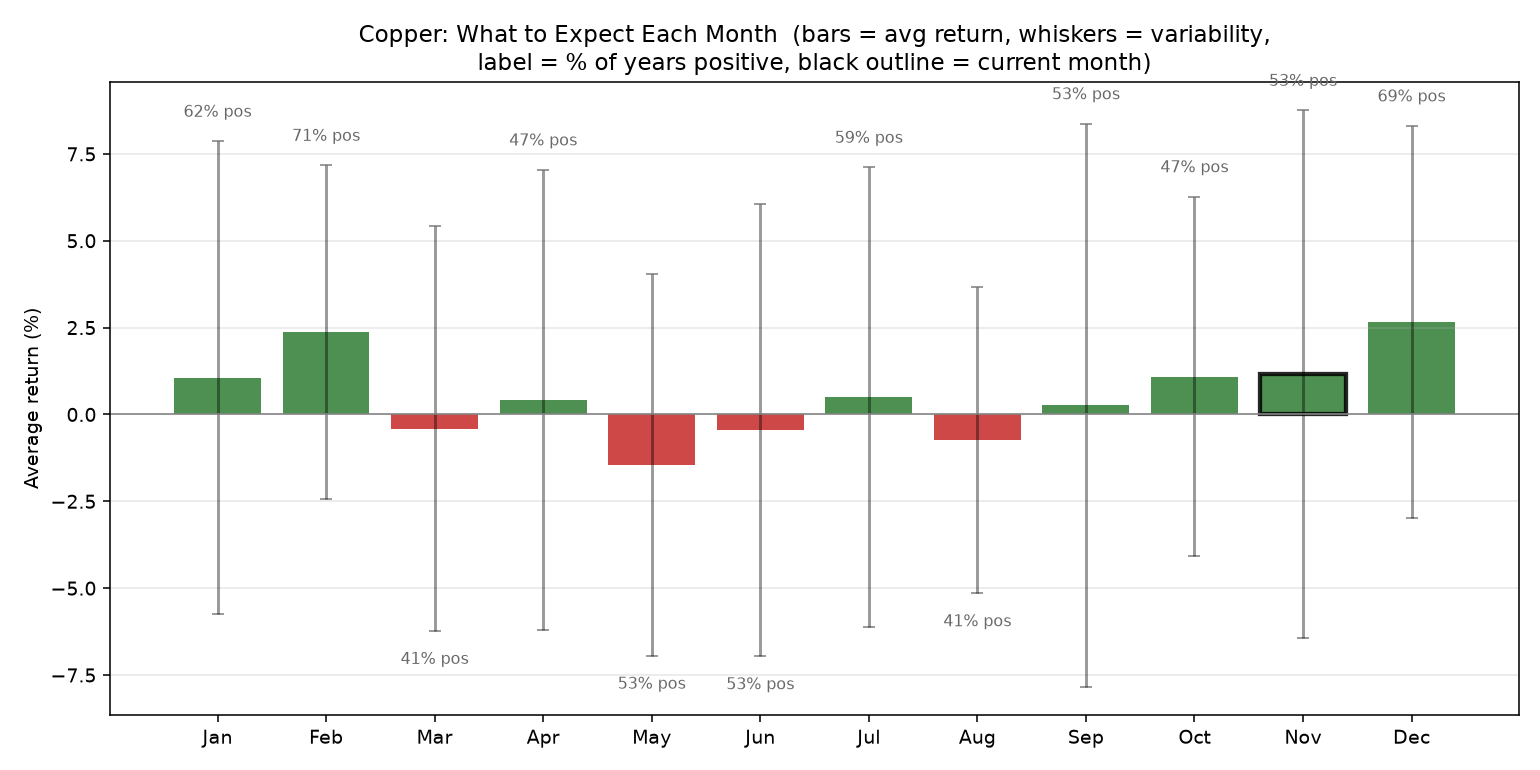 Copper: What to Expect Each Month  (bars = avg return, whiskers = variability,
label = % of years positive, black outline = current month)
Average return (%)
7.5
5.0
2.5
0.0
−2.5
−5.0
−7.5
62% pos
71% pos
41% pos
47% pos
53% pos
53% pos
59% pos
41% pos
53% pos
47% pos
53% pos
69% pos
Jan
Feb
Mar
Apr
May
Jun
Jul
Aug
Sep
Oct
Nov
Dec